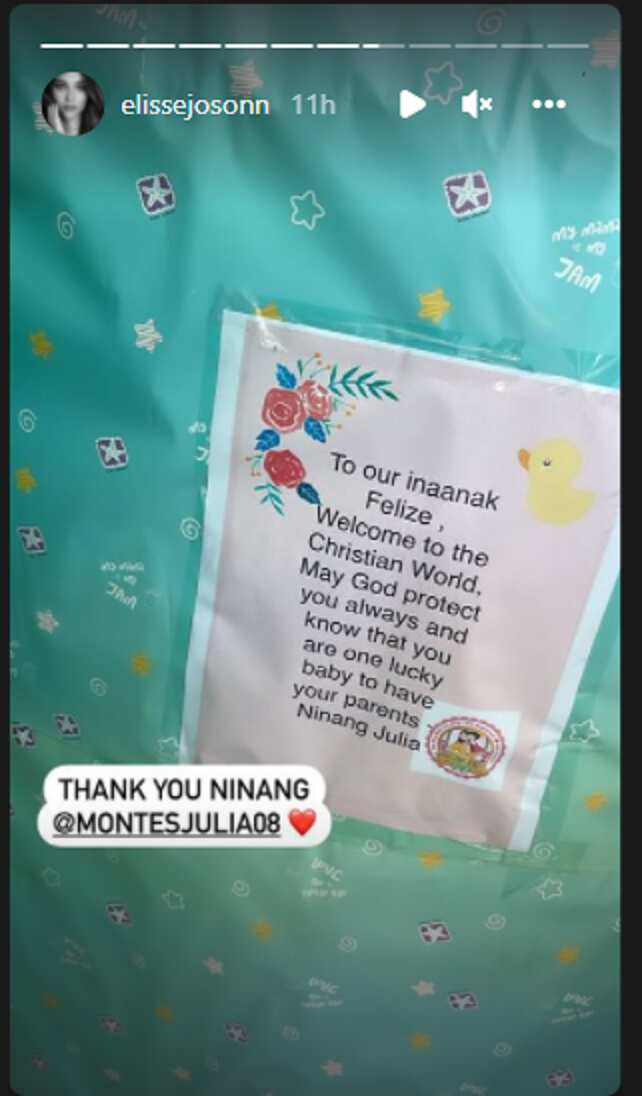 elissejosonn 11h
To our inaanak
Felize ,
Welcome to the
Christian World,
May God protect
you always and
know that you
are one lucky
baby to have
your parents
Ninang Julia
THANK YOU NINANG
@MONTESJULIA08 ❤️